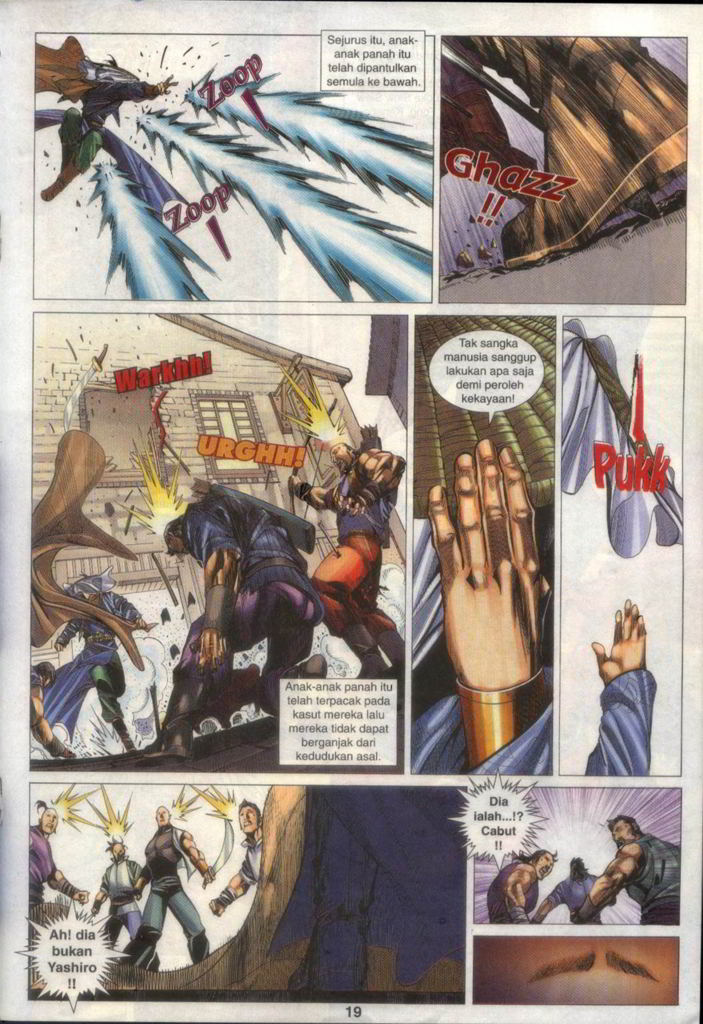 Sejurus itu, anak-
anak panah itu
telah dipantulkan
semula ke bawah.
Zoop
!
Zoop
!
Ghazz
!!
Warkhh!
URGHH!
Anak-anak panah itu
telah terpacak pada
kasut mereka lalu
mereka tidak dapat
berganjak dari
kedudukan asal.
Tak sangka
manusia sanggup
lakukan apa saja
demi peroleh
kekayaan!
Pukk
Ah! dia
bukan
Yashiro
!!
Dia
ialah...!?
Cabut
!!
19